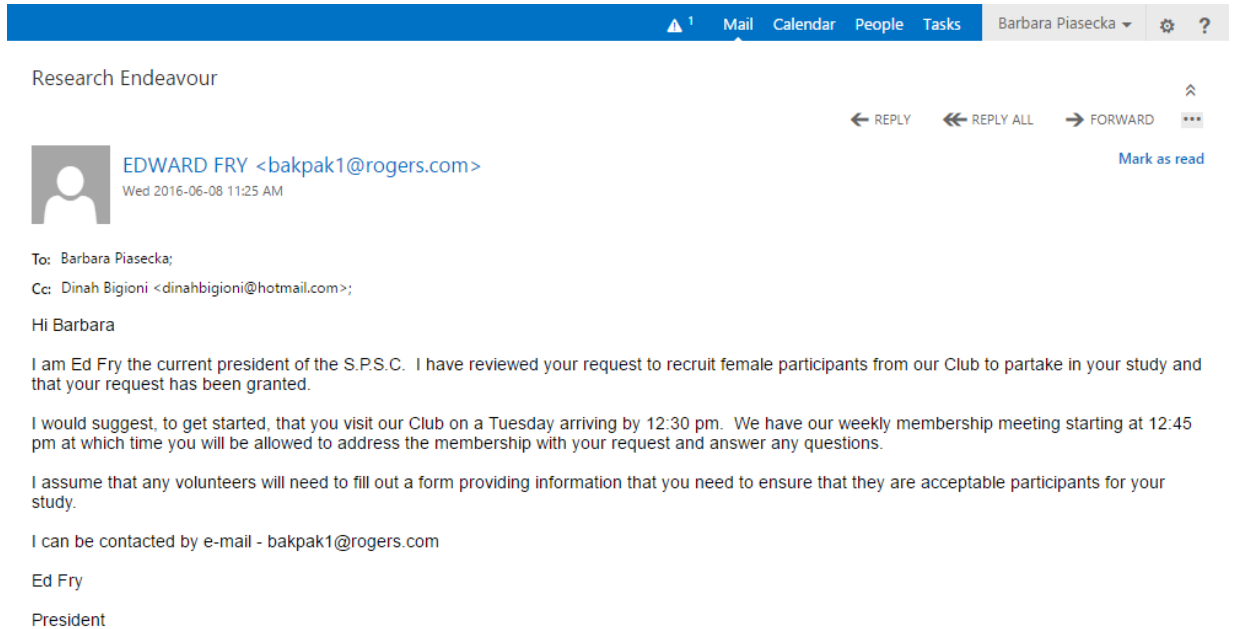 1 Mail Calendar People Tasks Barbara Piasecka ?
Research Endeavour
REPLY REPLY ALL FORWARD ...
EDWARD FRY <bakpak1@rogers.com> Mark as read
Wed 2016-06-08 11:25 AM
To: Barbara Piasecka;
Cc: Dinah Bigioni <dinahbigioni@hotmail.com>;
Hi Barbara
I am Ed Fry the current president of the S.P.S.C. I have reviewed your request to recruit female participants from our Club to partake in your study and
that your request has been granted.
I would suggest, to get started, that you visit our Club on a Tuesday arriving by 12:30 pm. We have our weekly membership meeting starting at 12:45
pm at which time you will be allowed to address the membership with your request and answer any questions.
I assume that any volunteers will need to fill out a form providing information that you need to ensure that they are acceptable participants for your
study.
I can be contacted by e-mail - bakpak1@rogers.com
Ed Fry
President